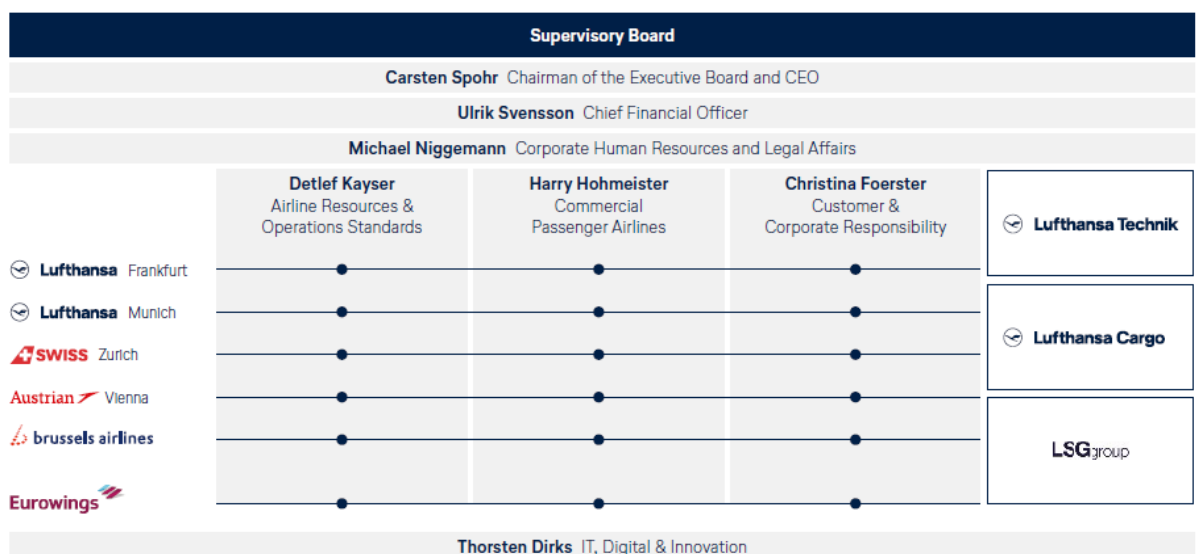 Supervisory Board
Carsten Spohr Chairman of the Executive Board and CEO
Ulrik Svensson Chief Financial Officer
Michael Niggemann Corporate Human Resources and Legal Affairs
Detlef Kayser
Airline Resources &
Operations Standards
Harry Hohmeister
Commercial
Passenger Airlines
Christina Foerster
Customer &
Corporate Responsibility
Lufthansa Technik
Lufthansa Frankfurt
Lufthansa Munich
Lufthansa Cargo
SWISS Zurich
Austrian Vienna
brussels airlines
LSGgroup
Eurowings
Thorsten Dirks IT, Digital & Innovation